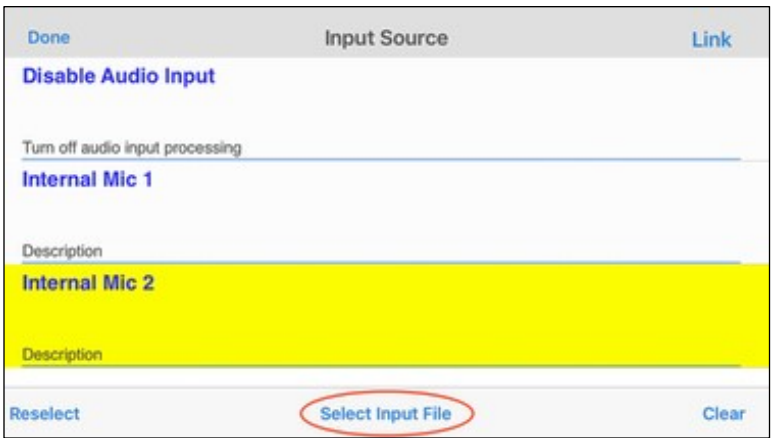 Done Input Source Link
Disable Audio Input
Turn off audio input processing
Internal Mic 1
Description
Internal Mic 2
Description
Reselect Select Input File Clear